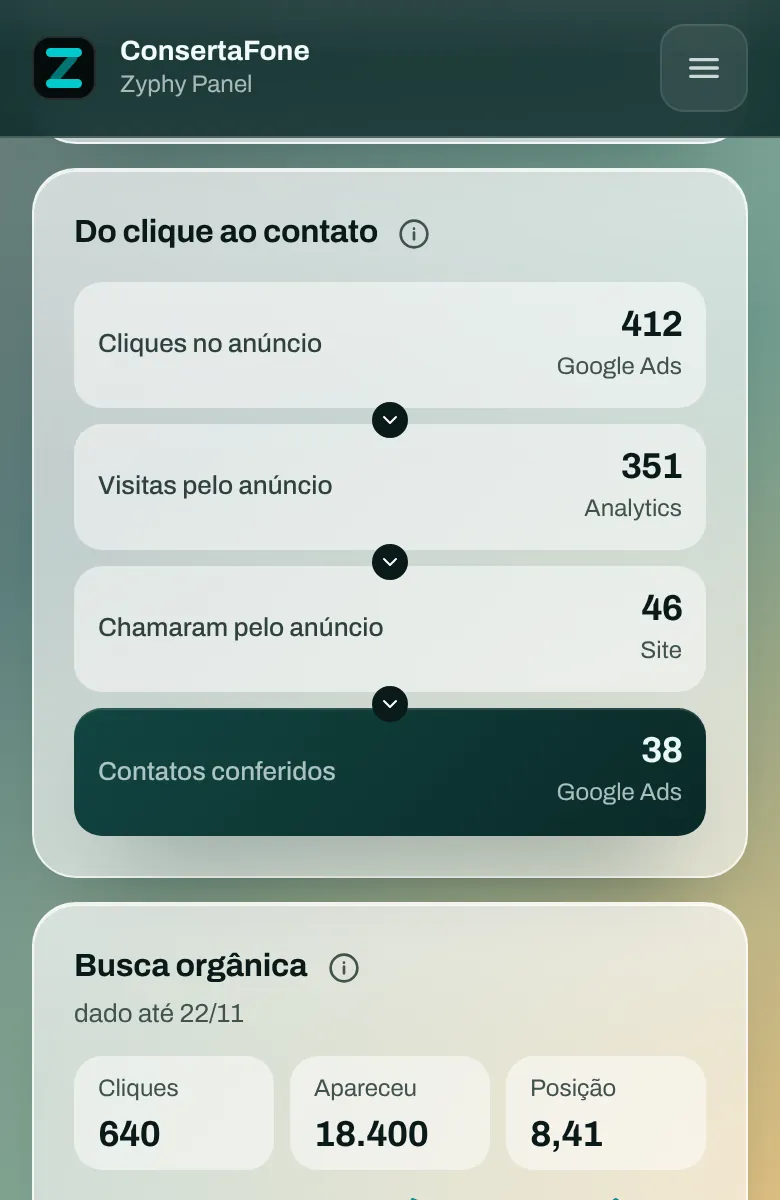 ConsertaFone
Zyphy Panel
Do clique ao contato
Cliques no anúncio
412
Google Ads
Visitas pelo anúncio
351
Analytics
Chamaram pelo anúncio
46
Site
Contatos conferidos
38
Google Ads
Busca orgânica
dado até 22/11
Cliques
640
Apareceu
18.400
Posição
8,41